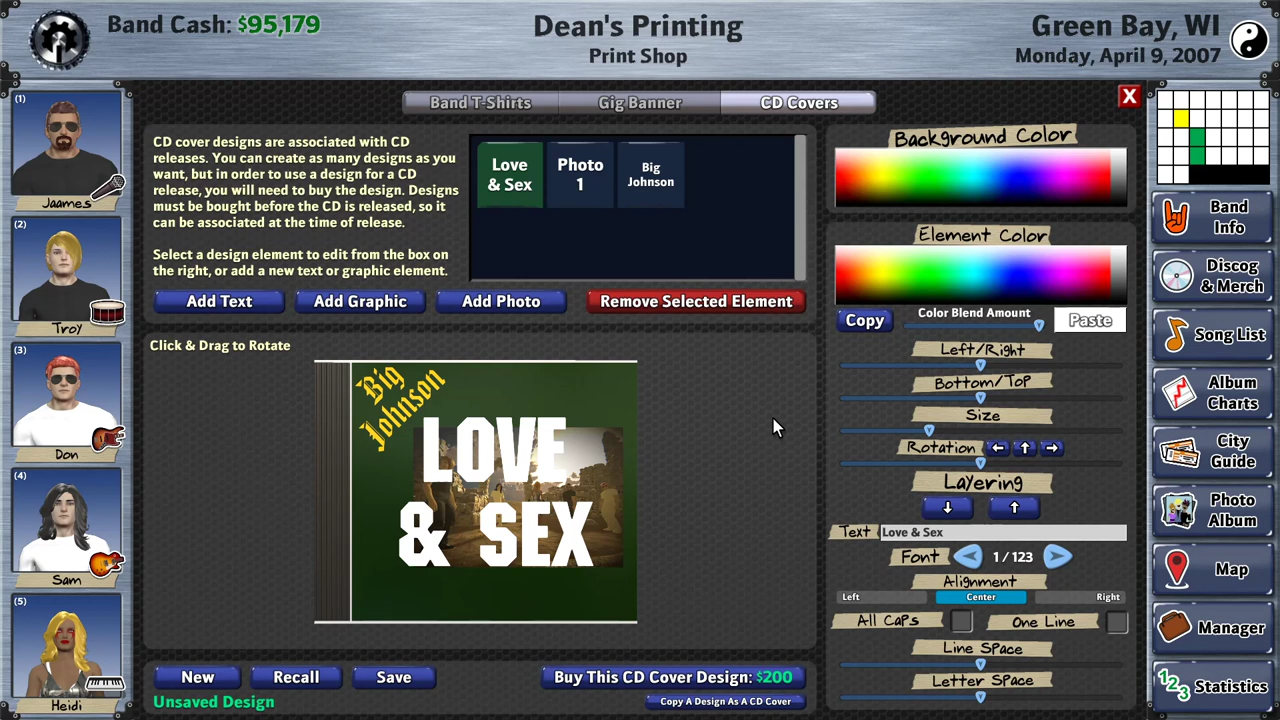 Band Cash: $95,179
Dean's Printing
Print Shop
Green Bay, WI
Monday, April 9, 2007
(1)
Jaames
(2)
Troy
(3)
Don
(4)
Sam
(5)
Heidi
Band T-Shirts
Gig Banner
CD Covers
X
CD cover designs are associated with CD
releases. You can create as many designs as you
want, but in order to use a design for a CD
release, you will need to buy the design. Designs
must be bought before the CD is released, so it
can be associated at the time of release.
Select a design element to edit from the box on
the right, or add a new text or graphic element.
Love
& Sex
Photo
1
Big
Johnson
Add Text
Add Graphic
Add Photo
Remove Selected Element
Click & Drag to Rotate
Big
Johnson
LOVE
& SEX
New
Recall
Save
Buy This CD Cover Design: $200
Unsaved Design
Copy A Design As A CD Cover
Background Color
Element Color
Copy
Color Blend Amount
Paste
Left/Right
Bottom/Top
Size
Rotation
Layering
Text
Love & Sex
Font
1 / 123
Alignment
Left
Center
Right
All Caps
One Line
Line Space
Letter Space
Band
Info
Discog
& Merch
Song List
Album
Charts
City
Guide
Photo
Album
Map
Manager
123
Statistics